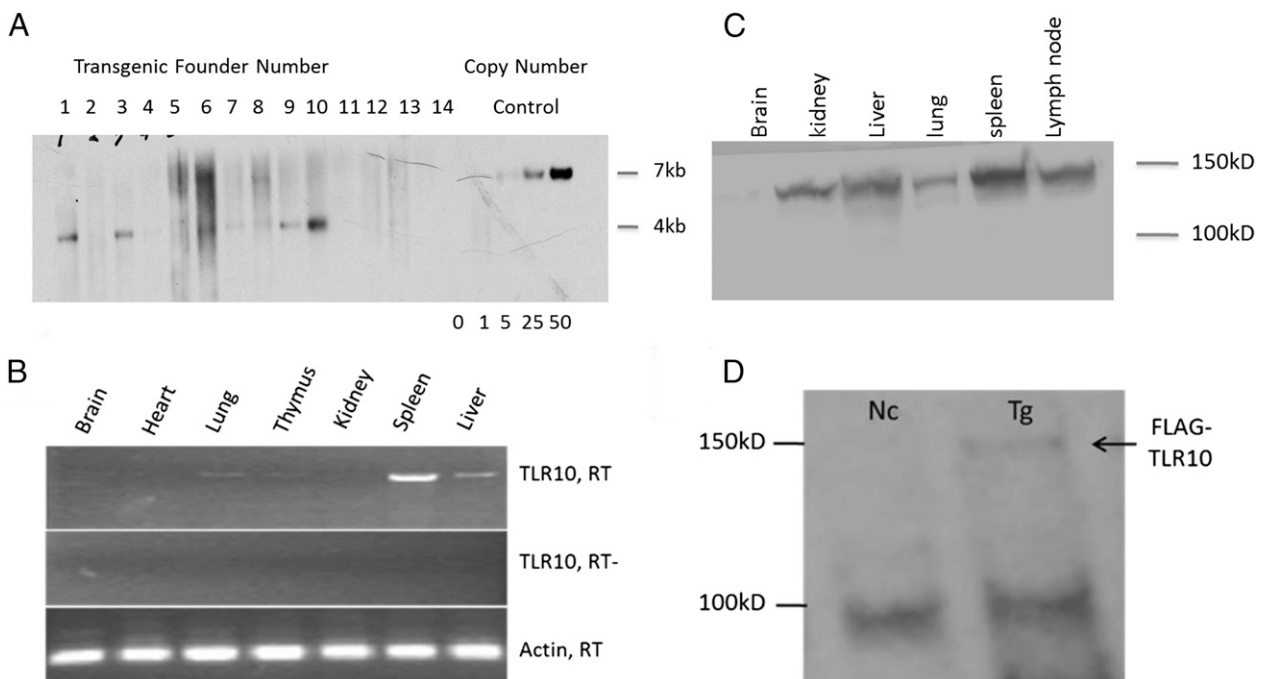 A
Transgenic Founder Number
Copy Number
1 2 3 4 5 6 7 8 9 10 11 12 13 14
Control
7kb
4kb
0 1 5 25 50
B
Brain Heart Lung Thymus Kidney Spleen Liver
TLR10, RT
TLR10, RT-
Actin, RT
C
Brain kidney Liver lung spleen Lymph node
150kD
100kD
D
Nc Tg
150kD
FLAG-
TLR10
100kD